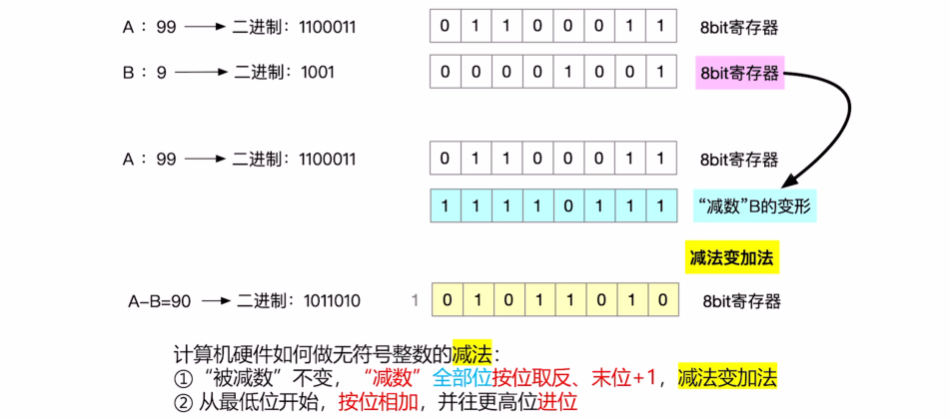 A：99 → 二进制：1100011 0 1 1 0 0 0 1 1 8bit寄存器
B：9 → 二进制：1001 0 0 0 0 1 0 0 1 8bit寄存器
A：99 → 二进制：1100011 0 1 1 0 0 0 1 1 8bit寄存器
1 1 1 1 0 1 1 1 “减数”B的变形
减法变加法
A-B=90 → 二进制：1011010 1 0 1 0 1 1 0 1 0 8bit寄存器
计算机硬件如何做无符号整数的减法：
①“被减数”不变，“减数”全部位按位取反、末位+1，减法变加法
② 从最低位开始，按位相加，并往更高位进位